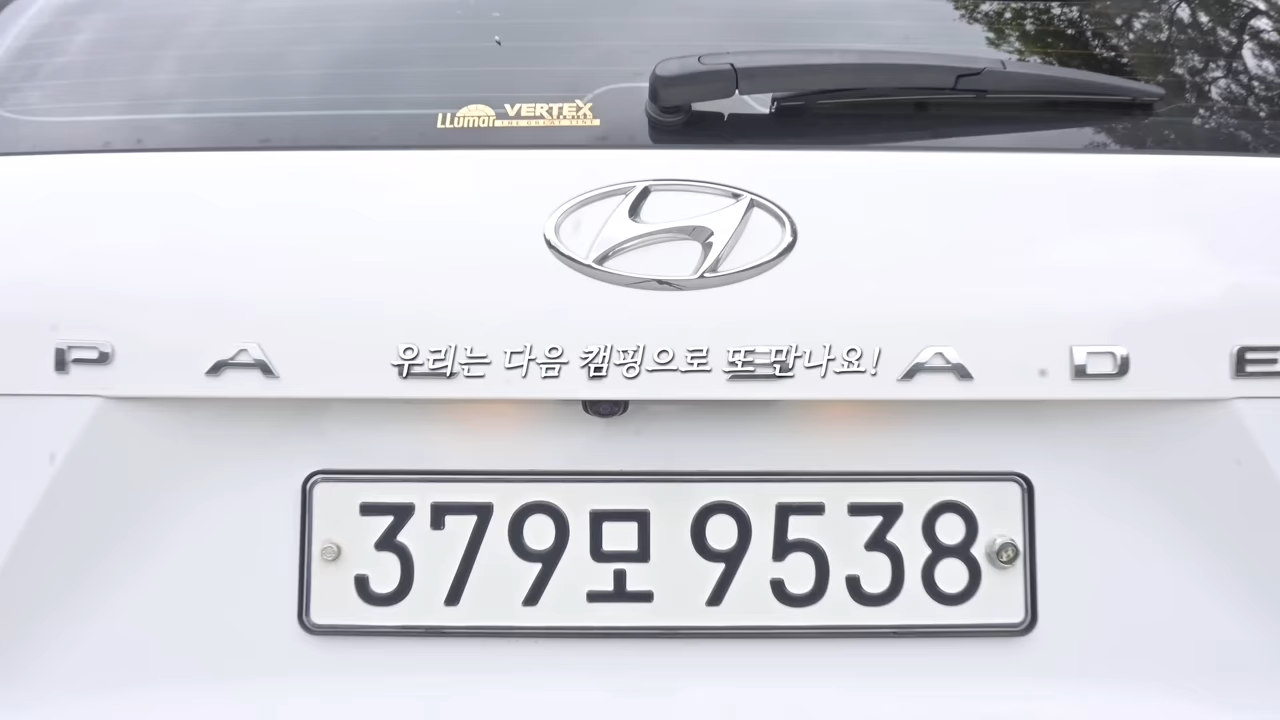 LLumar VERTEX
THE GREAT TINT
PALISADE
우리는 다음 캠핑으로 또 만나요!
379모 9538